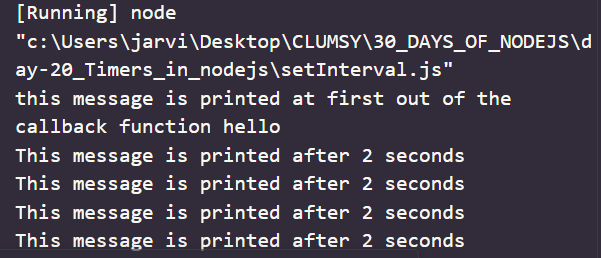 [Running] node
"c:\Users\jarvi\Desktop\CLUMSY\30_DAYS_OF_NODEJS\d
ay-20_Timers_in_nodejs\setInterval.js"
this message is printed at first out of the
callback function hello
This message is printed after 2 seconds
This message is printed after 2 seconds
This message is printed after 2 seconds
This message is printed after 2 seconds